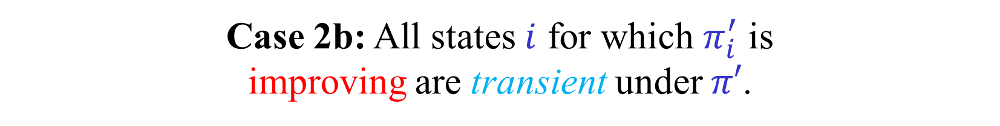 Case 2b: All states 𝑖 for which 𝜋′ᵢ is
improving are transient under 𝜋′.